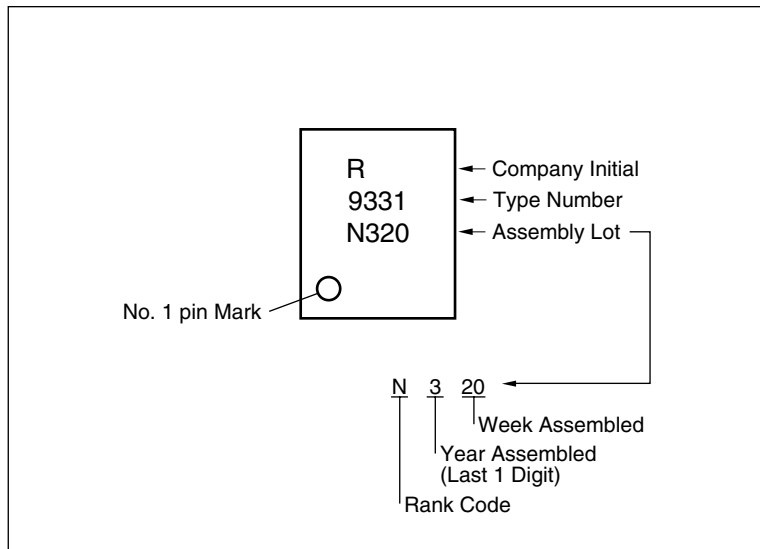 R
9331
N320
Company Initial
Type Number
Assembly Lot
No. 1 pin Mark
N 3 20
Week Assembled
Year Assembled
(Last 1 Digit)
Rank Code